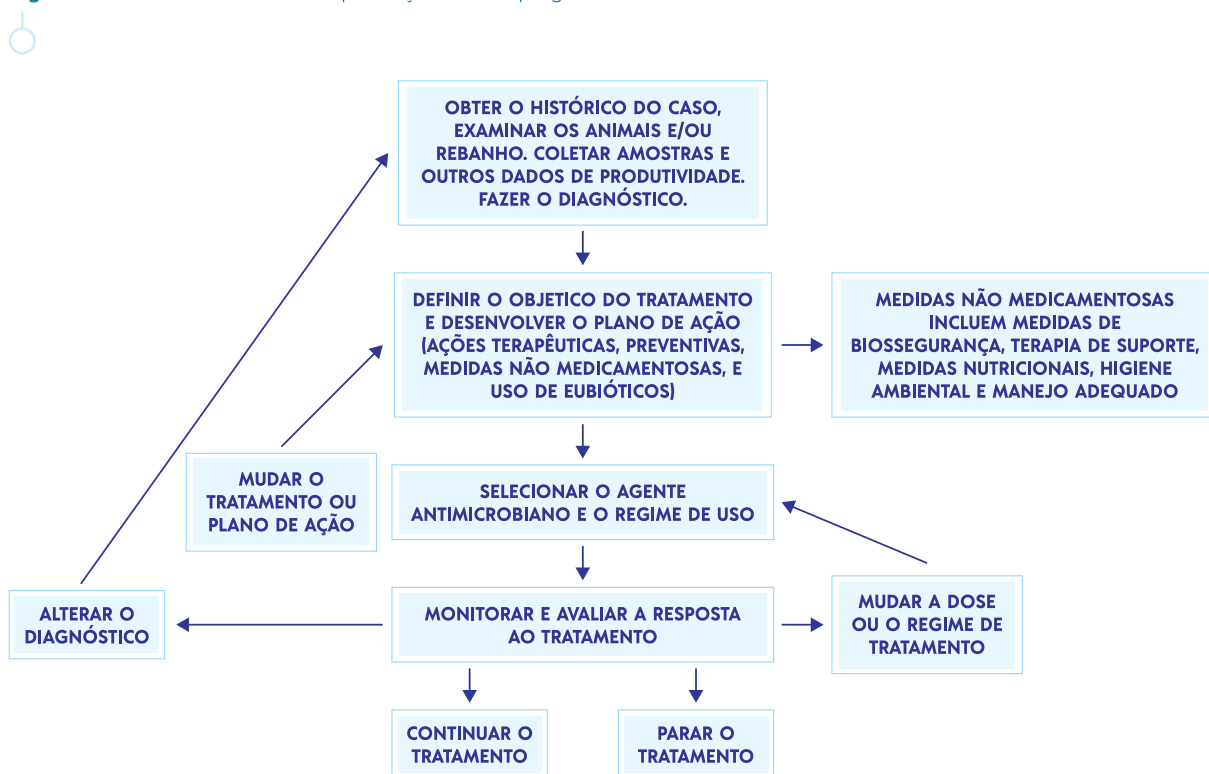 OBTER O HISTÓRICO DO CASO,
EXAMINAR OS ANIMAIS E/OU
REBANHO. COLETAR AMOSTRAS E
OUTROS DADOS DE PRODUTIVIDADE.
FAZER O DIAGNÓSTICO.
DEFINIR O OBJETICO DO TRATAMENTO
E DESENVOLVER O PLANO DE AÇÃO
(AÇÕES TERAPÊUTICAS, PREVENTIVAS,
MEDIDAS NÃO MEDICAMENTOSAS, E
USO DE EUBIÓTICOS)
MEDIDAS NÃO MEDICAMENTOSAS
INCLUEM MEDIDAS DE
BIOSSEGURANÇA, TERAPIA DE SUPORTE,
MEDIDAS NUTRICIONAIS, HIGIENE
AMBIENTAL E MANEJO ADEQUADO
MUDAR O
TRATAMENTO OU
PLANO DE AÇÃO
SELECIONAR O AGENTE
ANTIMICROBIANO E O REGIME DE USO
ALTERAR O
DIAGNÓSTICO
MONITORAR E AVALIAR A RESPOSTA
AO TRATAMENTO
MUDAR A DOSE
OU O REGIME DE
TRATAMENTO
CONTINUAR O
TRATAMENTO
PARAR O
TRATAMENTO